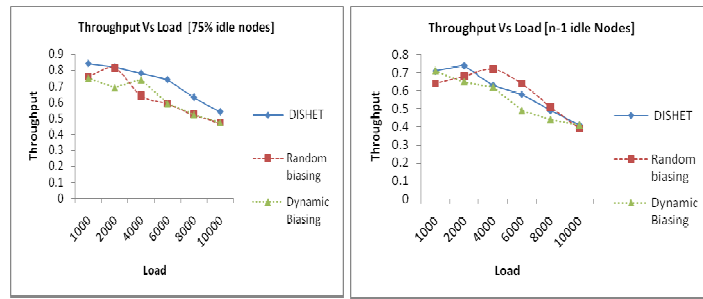 Throughput Vs Load [75% idle nodes]
0.9
0.8
0.7
0.6
0.5
0.4
0.3
0.2
0.1
0
Throughput
1000
2000
4000
6000
8000
10000
Load
DISHET
Random
biasing
Dynamic
Biasing
Throughput Vs Load [n-1 idle Nodes]
0.8
0.7
0.6
0.5
0.4
0.3
0.2
0.1
0
Throughput
1000
2000
4000
6000
8000
10000
Load
DISHET
Random
biasing
Dynamic
Biasing